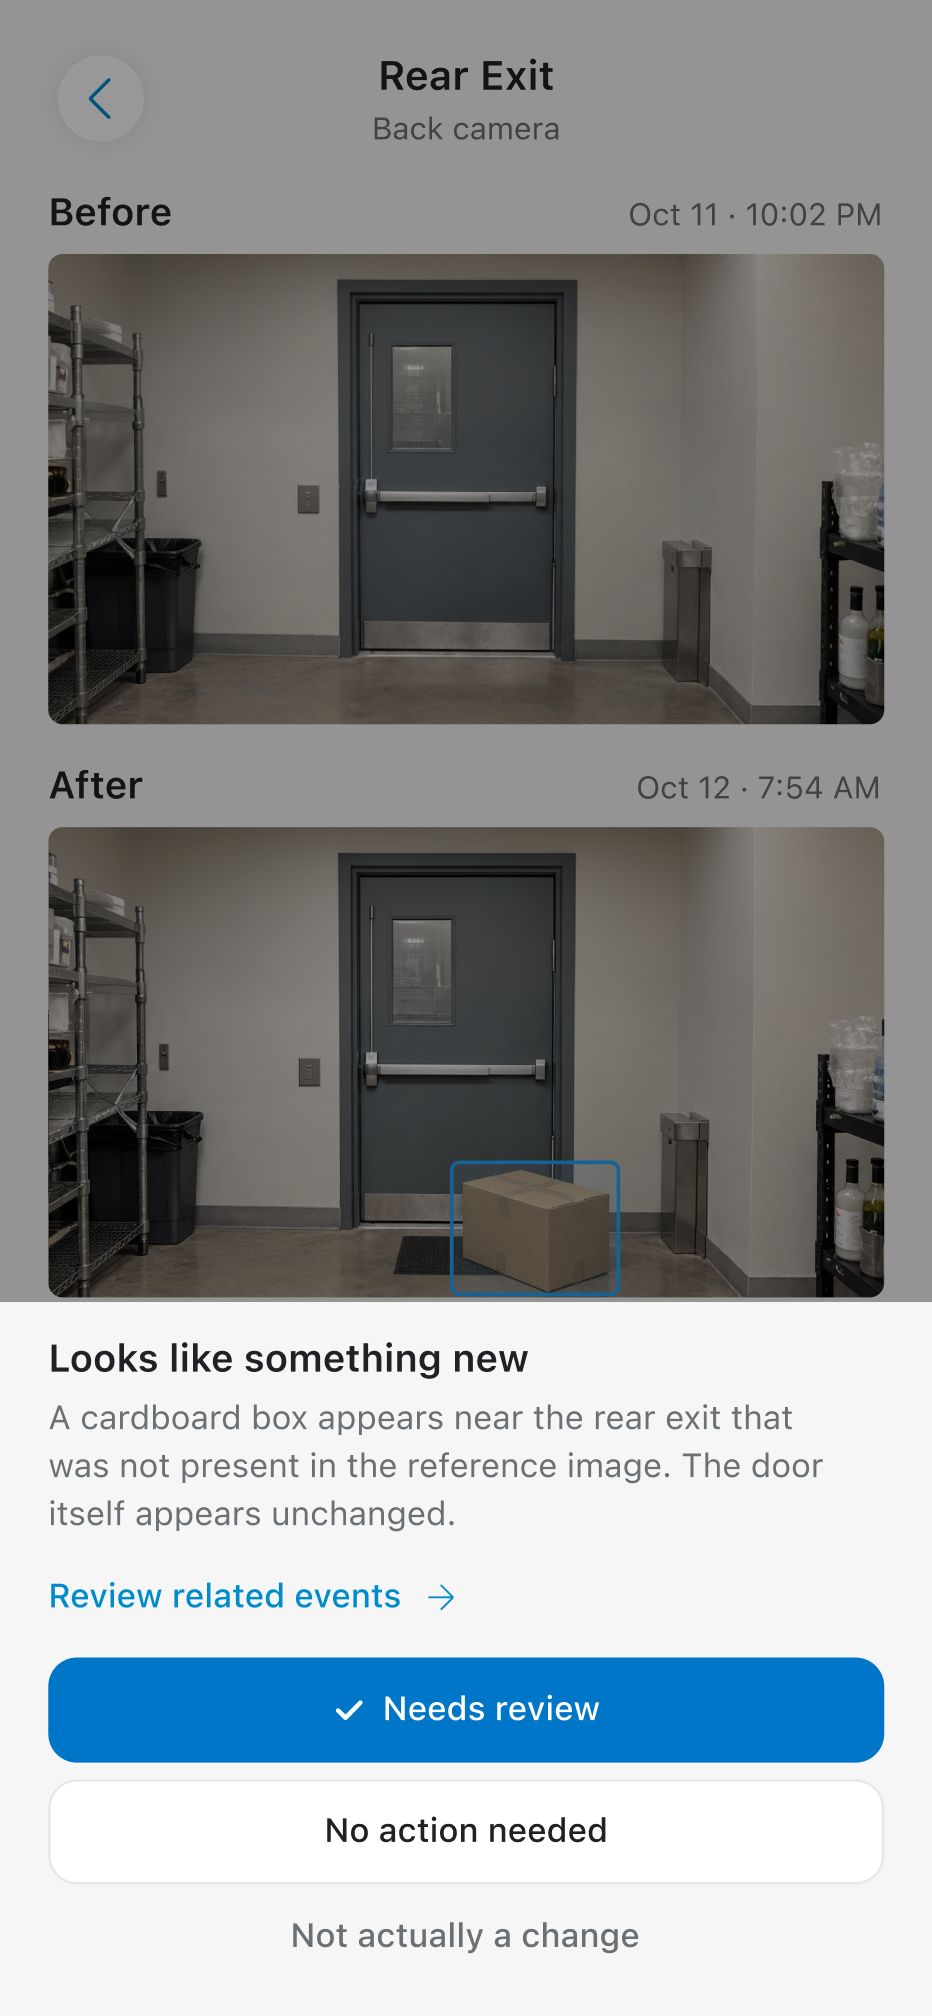 Rear Exit
Back camera
Before
Oct 11 · 10:02 PM
After
Oct 12 · 7:54 AM
Looks like something new
A cardboard box appears near the rear exit that
was not present in the reference image. The door
itself appears unchanged.
Review related events
Needs review
No action needed
Not actually a change